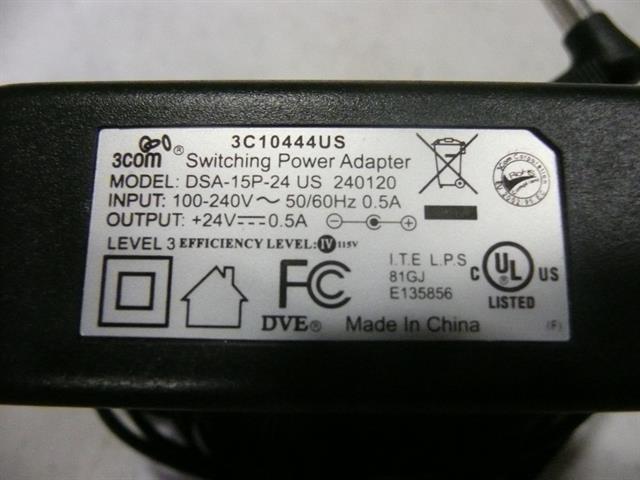 3C10444US
3COM® Switching Power Adapter
MODEL: DSA-15P-24 US 240120
INPUT: 100-240V～ 50/60Hz 0.5A
OUTPUT: +24V⎓0.5A
LEVEL 3 EFFICIENCY LEVEL: IV 115V
FC
DVE® Made In China
I.T.E L.P.S
81GJ
E135856
C UL® US
LISTED
(F)
3Com Corporation